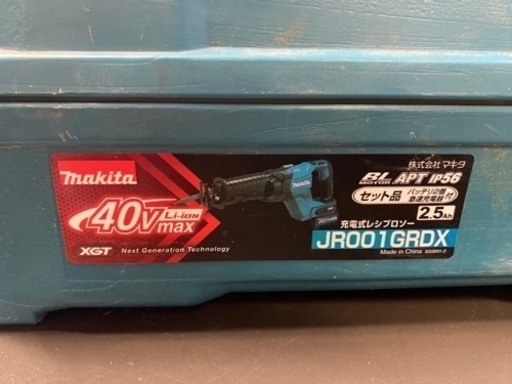 makita
40Vmax
Li-ion
XGT Next Generation Technology
makita
株式会社マキタ
BL MOTOR APT IP56
セット品 バッテリ2個 急速充電器 付
2.5Ah
充電式レシプロソー
JR001GRDX
Made in China